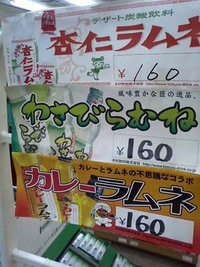 デザート炭酸飲料
杏仁ラムネ
¥160
風味豊かな匠の逸品。
わさびらむね
¥160
カレーとラムネの不思議なコラボ
カレーラムネ
¥160